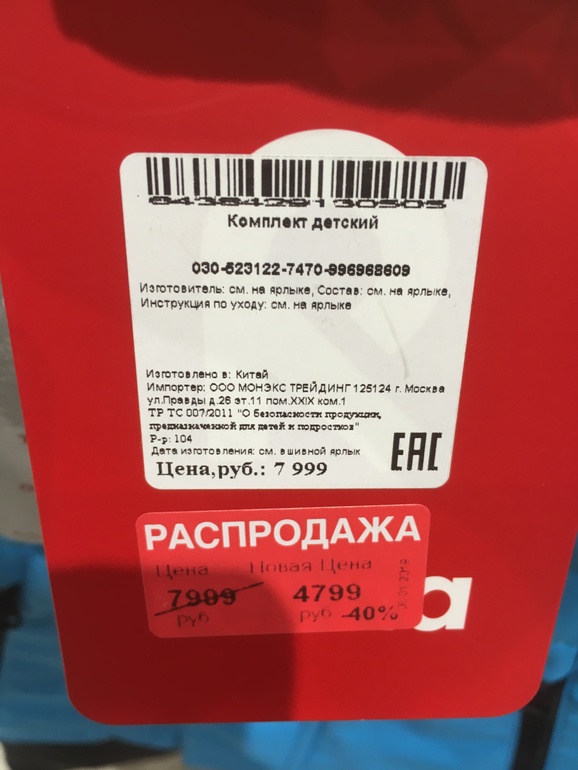 8438429130505
Комплект детский
030-523122-7470-996968609
Изготовитель: см. на ярлыке, Состав: см. на ярлыке,
Инструкция по уходу: см. на ярлыке
Изготовлено в: Китай
Импортер: ООО МОНЭКС ТРЕЙДИНГ 125124 г. Москва
ул.Правды д.26 эт.11 пом.XXIX ком.1
ТР ТС 007/2011 "О безопасности продукции,
предназначенной для детей и подростков"
Р-р: 104
Дата изготовления: см. вшивной ярлык
ЕАС
Цена,руб.: 7 999
РАСПРОДАЖА
Цена Новая Цена
7999 4799
руб руб -40%
a